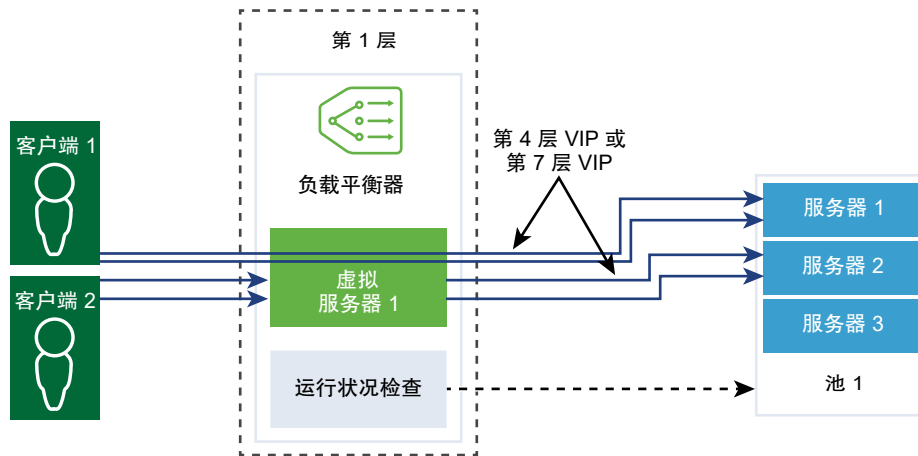 第 1 层
客户端 1
负载平衡器
第 4 层 VIP 或
第 7 层 VIP
服务器 1
虚拟
服务器 1
服务器 2
客户端 2
服务器 3
运行状况检查
池 1